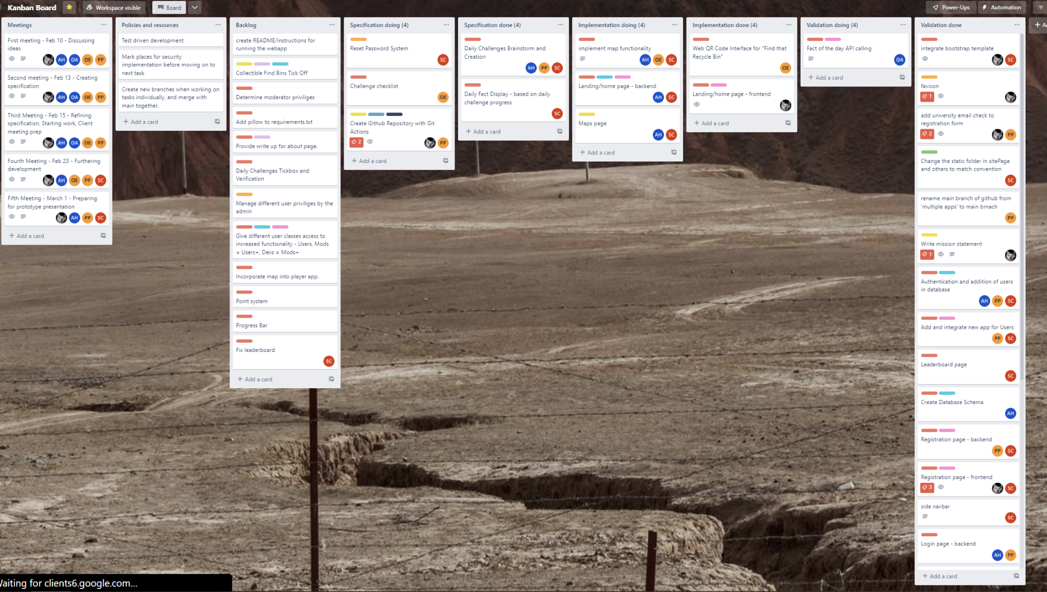 Kanban Board
Workspace visible
Board
Power-Ups
Automation
Meetings
First meeting - Feb 10 - Discussing
ideas
AH OA OE PP
Second meeting - Feb 13 - Creating
specification
AH OA OE PP
Third Meeting - Feb 15 - Refining
specification, Starting work, Client
meeting prep
AH OA OE PP
Fourth Meeting - Feb 23 - Furthering
development
AH OE PP SC
Fifth Meeting - March 1 - Preparing
for prototype presentation
AH PP SC
+ Add a card
Policies and resources
Test driven development
Mark places for security
implementation before moving on to
next task
Create new branches when working on
tasks individually, and merge with
main together.
+ Add a card
Backlog
create README/instructions for
running the webapp
Collectible Find Bins Tick Off
Determine moderator priviliges
Add pillow to requirements.txt
Provide write up for about page.
Daily Challenges Tickbox and
Verification
Manage different user priviliges by the
admin
Give different user classes access to
increased functionality - Users, Mods
= Users+, Devs = Mods+
Incorporate map into player app.
Point system
Progress Bar
Fix leaderboard
SC
+ Add a card
Specification doing (4)
Reset Password System
SC
Challenge checklist
OE
Create Github Repository with Git
Actions
2
PP
+ Add a card
Specification done (4)
Daily Challenges Brainstorm and
Creation
AH PP SC
Daily Fact Display - based on daily
challenge progress
SC
+ Add a card
Implementation doing (4)
implement map functionality
AH OE SC
Landing/home page - backend
AH SC
Maps page
AH SC
+ Add a card
Implementation done (4)
Web QR Code Interface for "Find that
Recycle Bin"
OE
Landing/home page - frontend
+ Add a card
Validation doing (4)
Fact of the day API calling
OA
+ Add a card
Validation done
integrate bootstrap template
SC
favicon
1
add university email check to
registration form
2
PP
Change the static folder in sitePage
and others to match convention
SC
rename main branch of github from
'multiple apps' to main brnach
PP
Write mission statement
1
Authentication and addition of users
in database
AH PP SC
Add and integrate new app for Users
PP SC
Leaderboard page
SC
Create Database Schema
AH
Registration page - backend
PP SC
Registration page - frontend
3
SC
side navbar
SC
Login page - backend
AH PP
+ Add a card
+ A
Waiting for clients6.google.com...